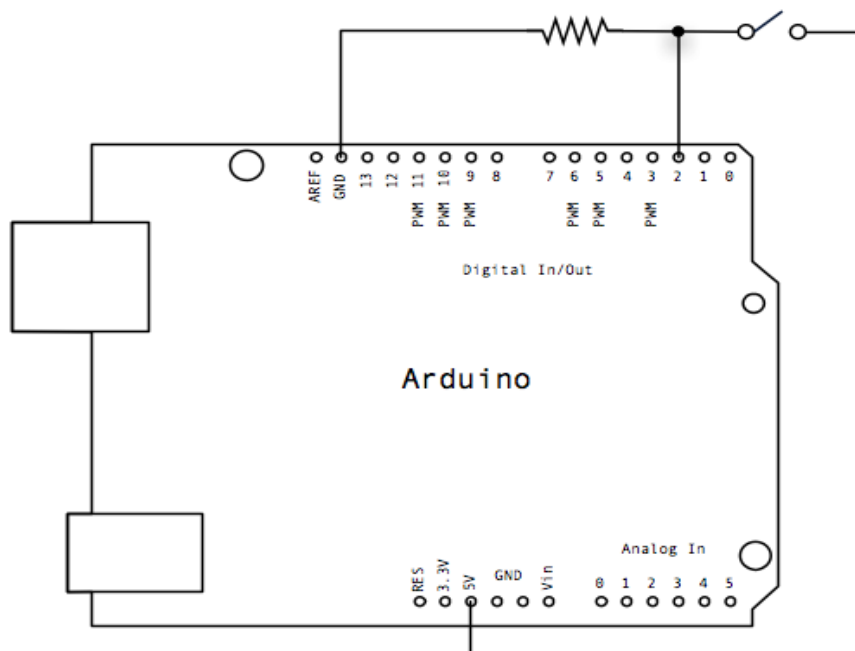 AREF GND 13 12 11 10 9 8 7 6 5 4 3 2 1 0
PWM PWM PWM PWM PWM PWM
Digital In/Out
Arduino
Analog In
RES 3.3V 5V GND Vin 0 1 2 3 4 5